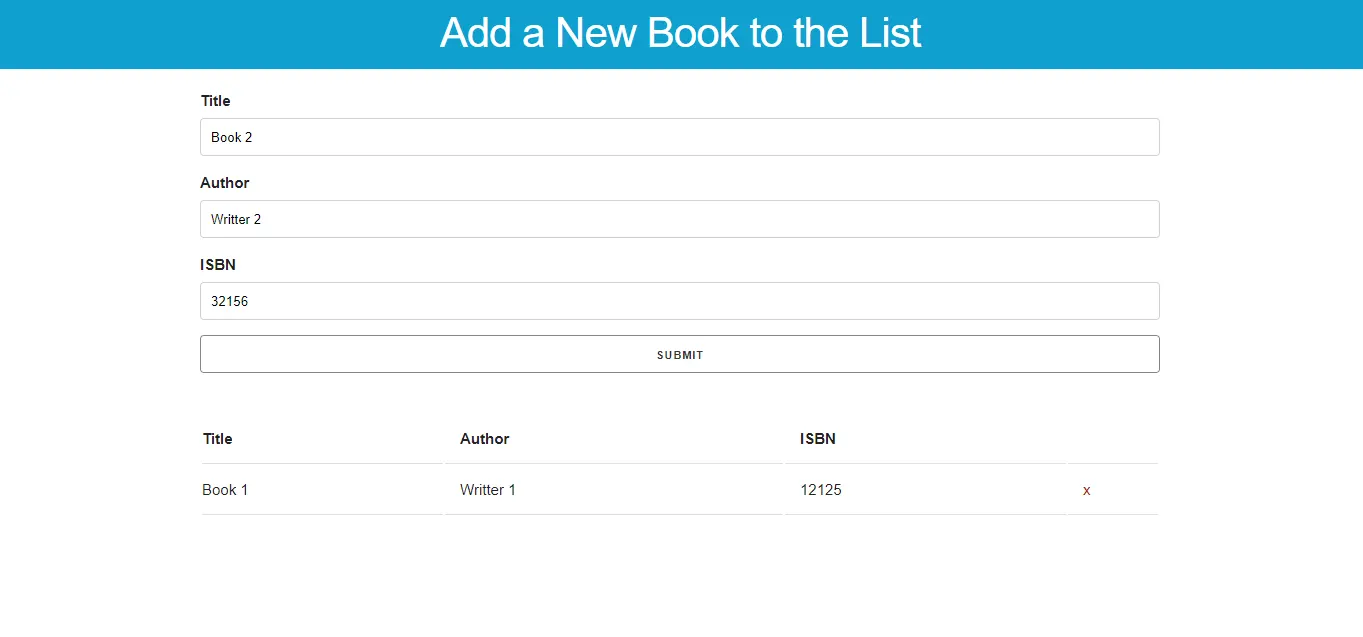 Add a New Book to the List
Title
Book 2
Author
Writter 2
ISBN
32156
SUBMIT
Title Author ISBN
Book 1 Writter 1 12125 x